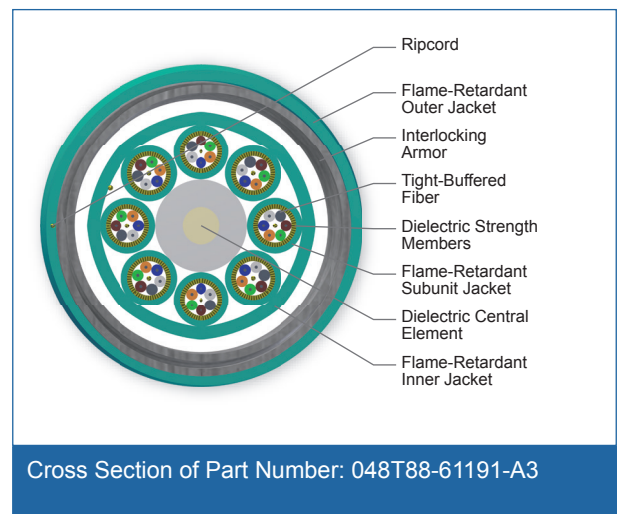 Ripcord
Flame-Retardant
Outer Jacket
Interlocking
Armor
Tight-Buffered
Fiber
Dielectric Strength
Members
Flame-Retardant
Subunit Jacket
Dielectric Central
Element
Flame-Retardant
Inner Jacket
Cross Section of Part Number: 048T88-61191-A3